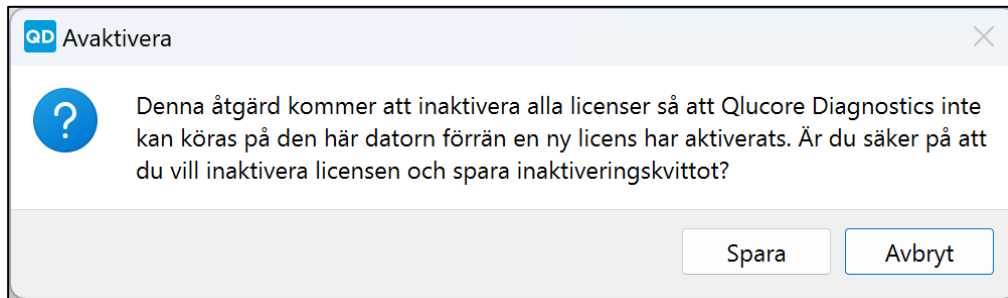 QD Avaktivera
Denna åtgärd kommer att inaktivera alla licenser så att Qlucore Diagnostics inte
kan köras på den här datorn förrän en ny licens har aktiverats. Är du säker på att
du vill inaktivera licensen och spara inaktiveringskvittot?
Spara Avbryt